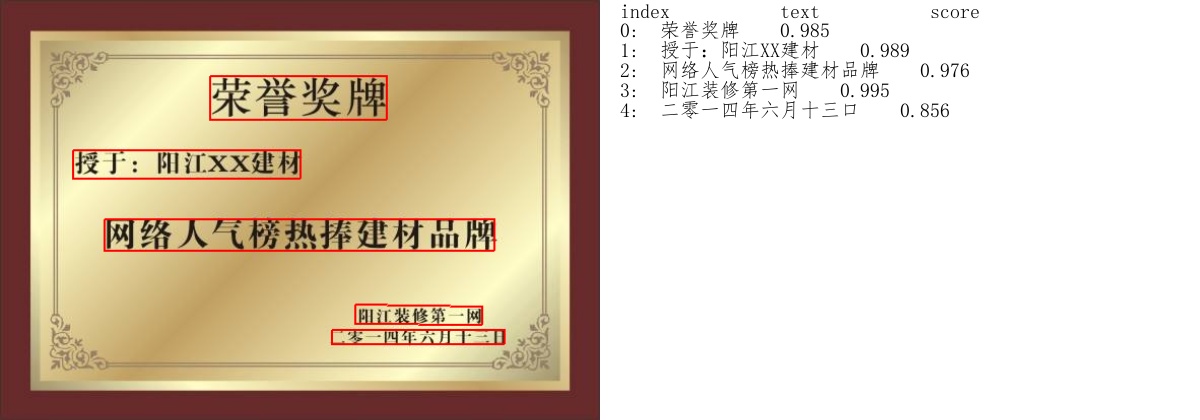 荣誉奖牌
授于：阳江XX建材
网络人气榜热捧建材品牌
阳江装修第一网
二零一四年六月十三日
index text score
0: 荣誉奖牌 0.985
1: 授于：阳江XX建材 0.989
2: 网络人气榜热捧建材品牌 0.976
3: 阳江装修第一网 0.995
4: 二零一四年六月十三口 0.856